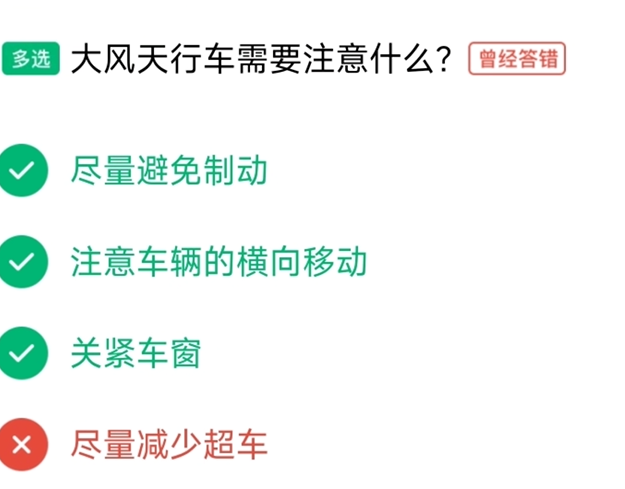 多选 大风天行车需要注意什么? 曾经答错
尽量避免制动
注意车辆的横向移动
关紧车窗
尽量减少超车